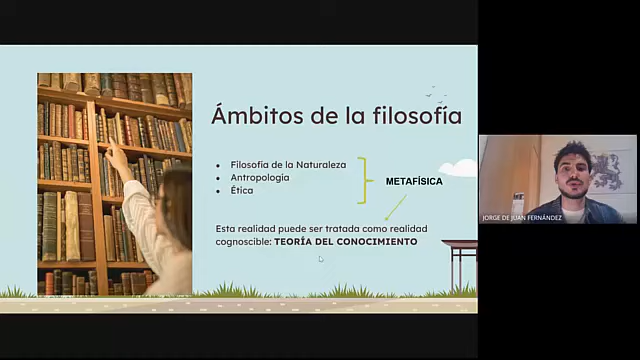 Ámbitos de la filosofía
Filosofía de la Naturaleza
Antropología
Ética
METAFÍSICA
Esta realidad puede ser tratada como realidad
cognoscible: TEORÍA DEL CONOCIMIENTO
JORGE DE JUAN FERNÁNDEZ